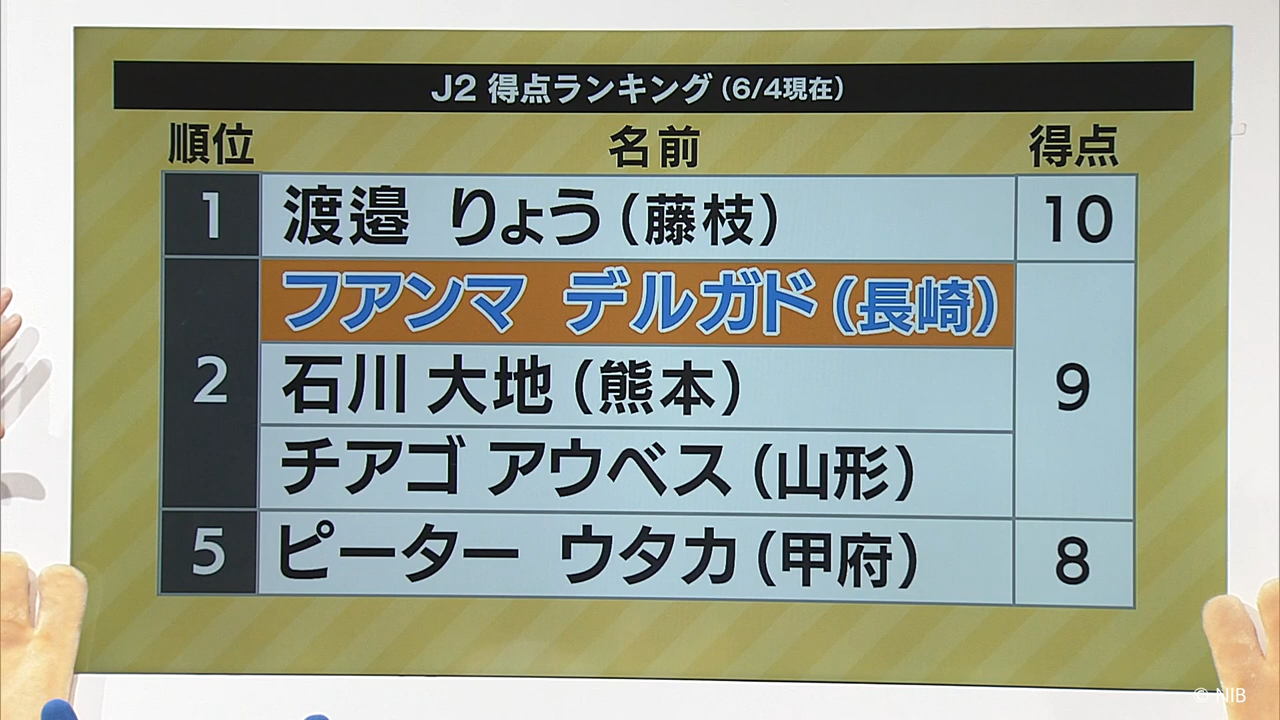 J2 得点ランキング（6/4現在）
順位 名前 得点
1 渡邉 りょう（藤枝） 10
フアンマ デルガド（長崎）
2 石川 大地（熊本） 9
チアゴ アウベス（山形）
5 ピーター ウタカ（甲府） 8
© NIB